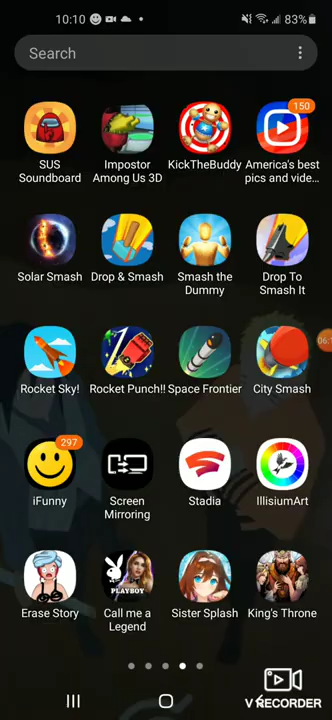 10:10
83%
Search
150
SUS
Soundboard
Impostor
Among Us 3D
KickTheBuddy
America's best
pics and vide...
Solar Smash
Drop & Smash
Smash the
Dummy
Drop To
Smash It
Rocket Sky!
Rocket Punch!!
Space Frontier
City Smash
297
iFunny
Screen
Mirroring
Stadia
IllisiumArt
PLAYBOY
Erase Story
Call me a
Legend
Sister Splash
King's Throne
V RECORDER